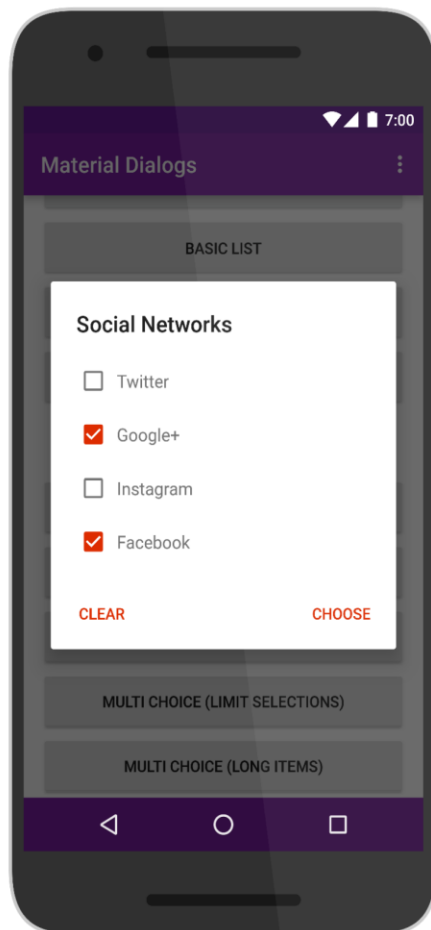 7:00
Material Dialogs
BASIC LIST
Social Networks
Twitter
Google+
Instagram
Facebook
CLEAR CHOOSE
MULTI CHOICE (LIMIT SELECTIONS)
MULTI CHOICE (LONG ITEMS)